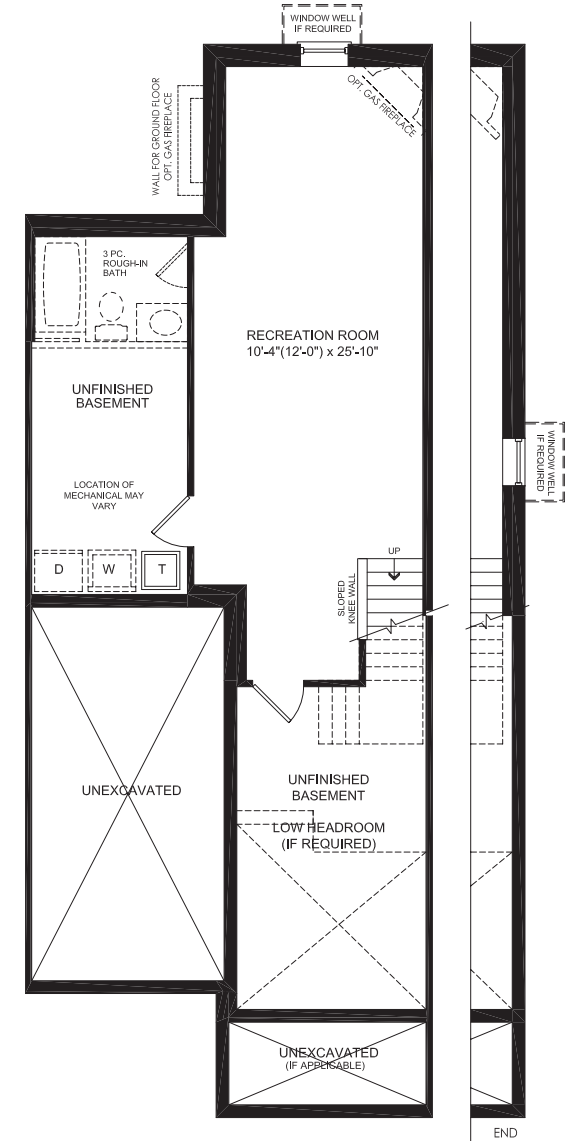 WINDOW WELL
IF REQUIRED
OPT. GAS FIREPLACE
WALL FOR GROUND FLOOR
OPT. GAS FIREPLACE
3 PC.
ROUGH-IN
BATH
RECREATION ROOM
10'-4"(12'-0") x 25'-10"
UNFINISHED
BASEMENT
WINDOW WELL
IF REQUIRED
LOCATION OF
MECHANICAL MAY
VARY
UP
D W T
SLOPED
KNEE WALL
UNEXCAVATED
UNFINISHED
BASEMENT
LOW HEADROOM
(IF REQUIRED)
UNEXCAVATED
(IF APPLICABLE)
END